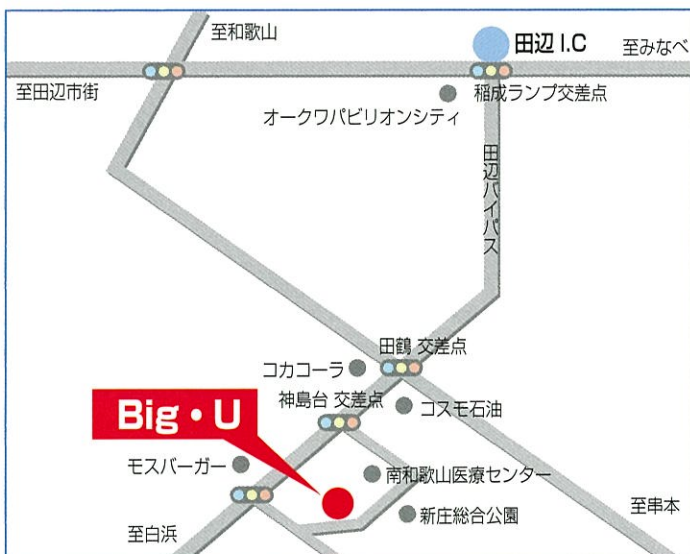 至和歌山
田辺 I.C
至みなべ
至田辺市街
稲成ランプ交差点
オークワパビリオンシティ
田辺バイパス
田鶴 交差点
コカコーラ
神島台 交差点
コスモ石油
Big・U
モスバーガー
南和歌山医療センター
新庄総合公園
至串本
至白浜